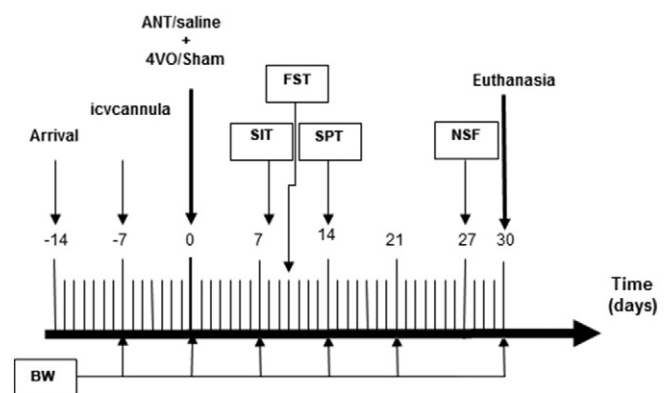 ANT/saline
+
4VO/Sham
FST
Euthanasia
icvcannula
Arrival
SIT
SPT
NSF
-14
-7
0
7
14
21
27
30
Time
(days)
BW